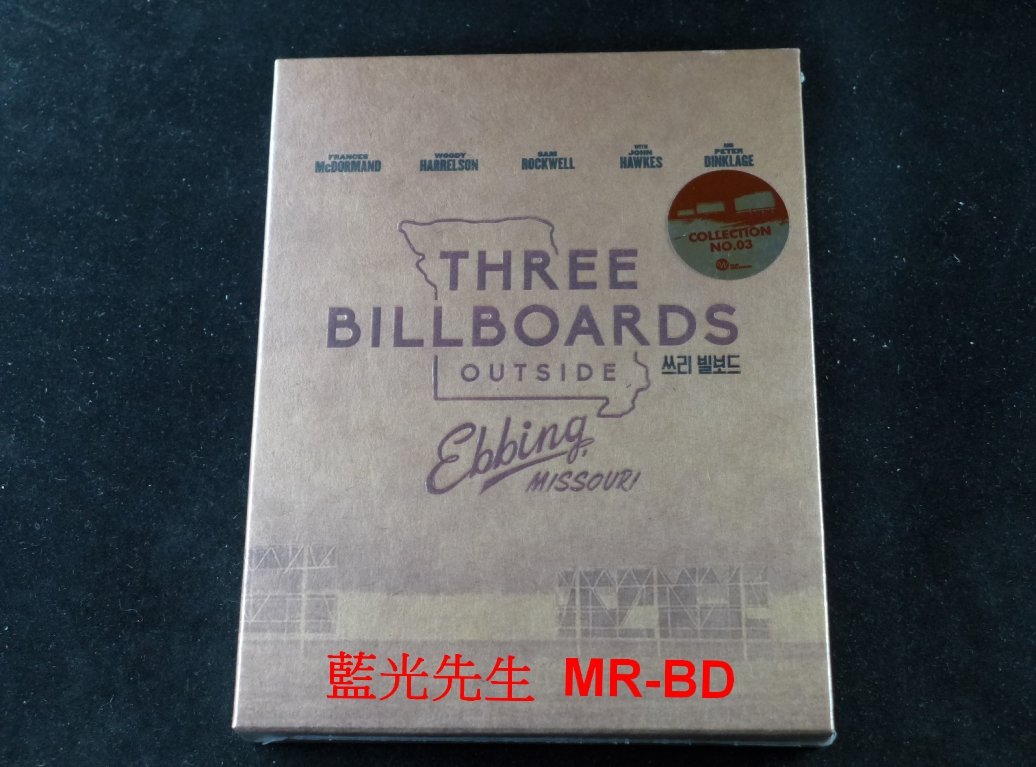 FRANCES McDORMAND
WOODY HARRELSON
SAM ROCKWELL
WITH JOHN HAWKES
AND PETER DINKLAGE
COLLECTION
NO.03
THREE
BILLBOARDS
OUTSIDE
쓰리 빌보드
Ebbing,
MISSOURI
藍光先生 MR-BD